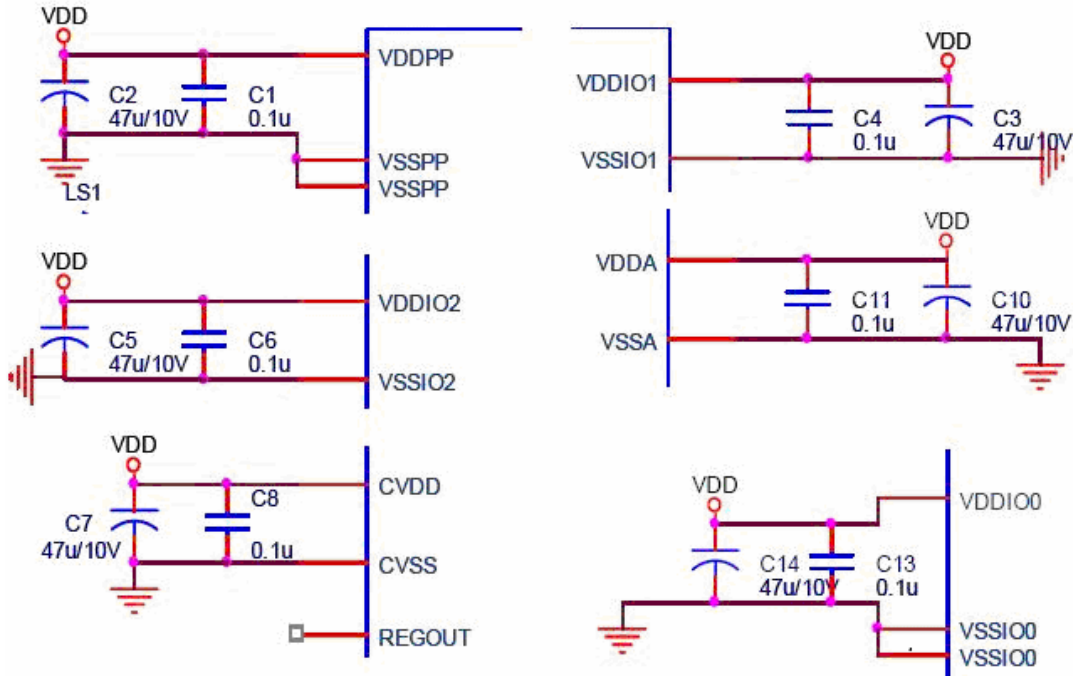 VDD
VDDPP
C2
47u/10V
C1
0.1u
VSSPP
VSSPP
LS1
VDD
VDDIO1
C4
0.1u
C3
47u/10V
VSSIO1
VDD
VDDIO2
C5
47u/10V
C6
0.1u
VSSIO2
VDD
VDDA
C11
0.1u
C10
47u/10V
VSSA
VDD
CVDD
C7
47u/10V
C8
0.1u
CVSS
REGOUT
VDD
VDDIO0
C14
47u/10V
C13
0.1u
VSSIO0
VSSIO0